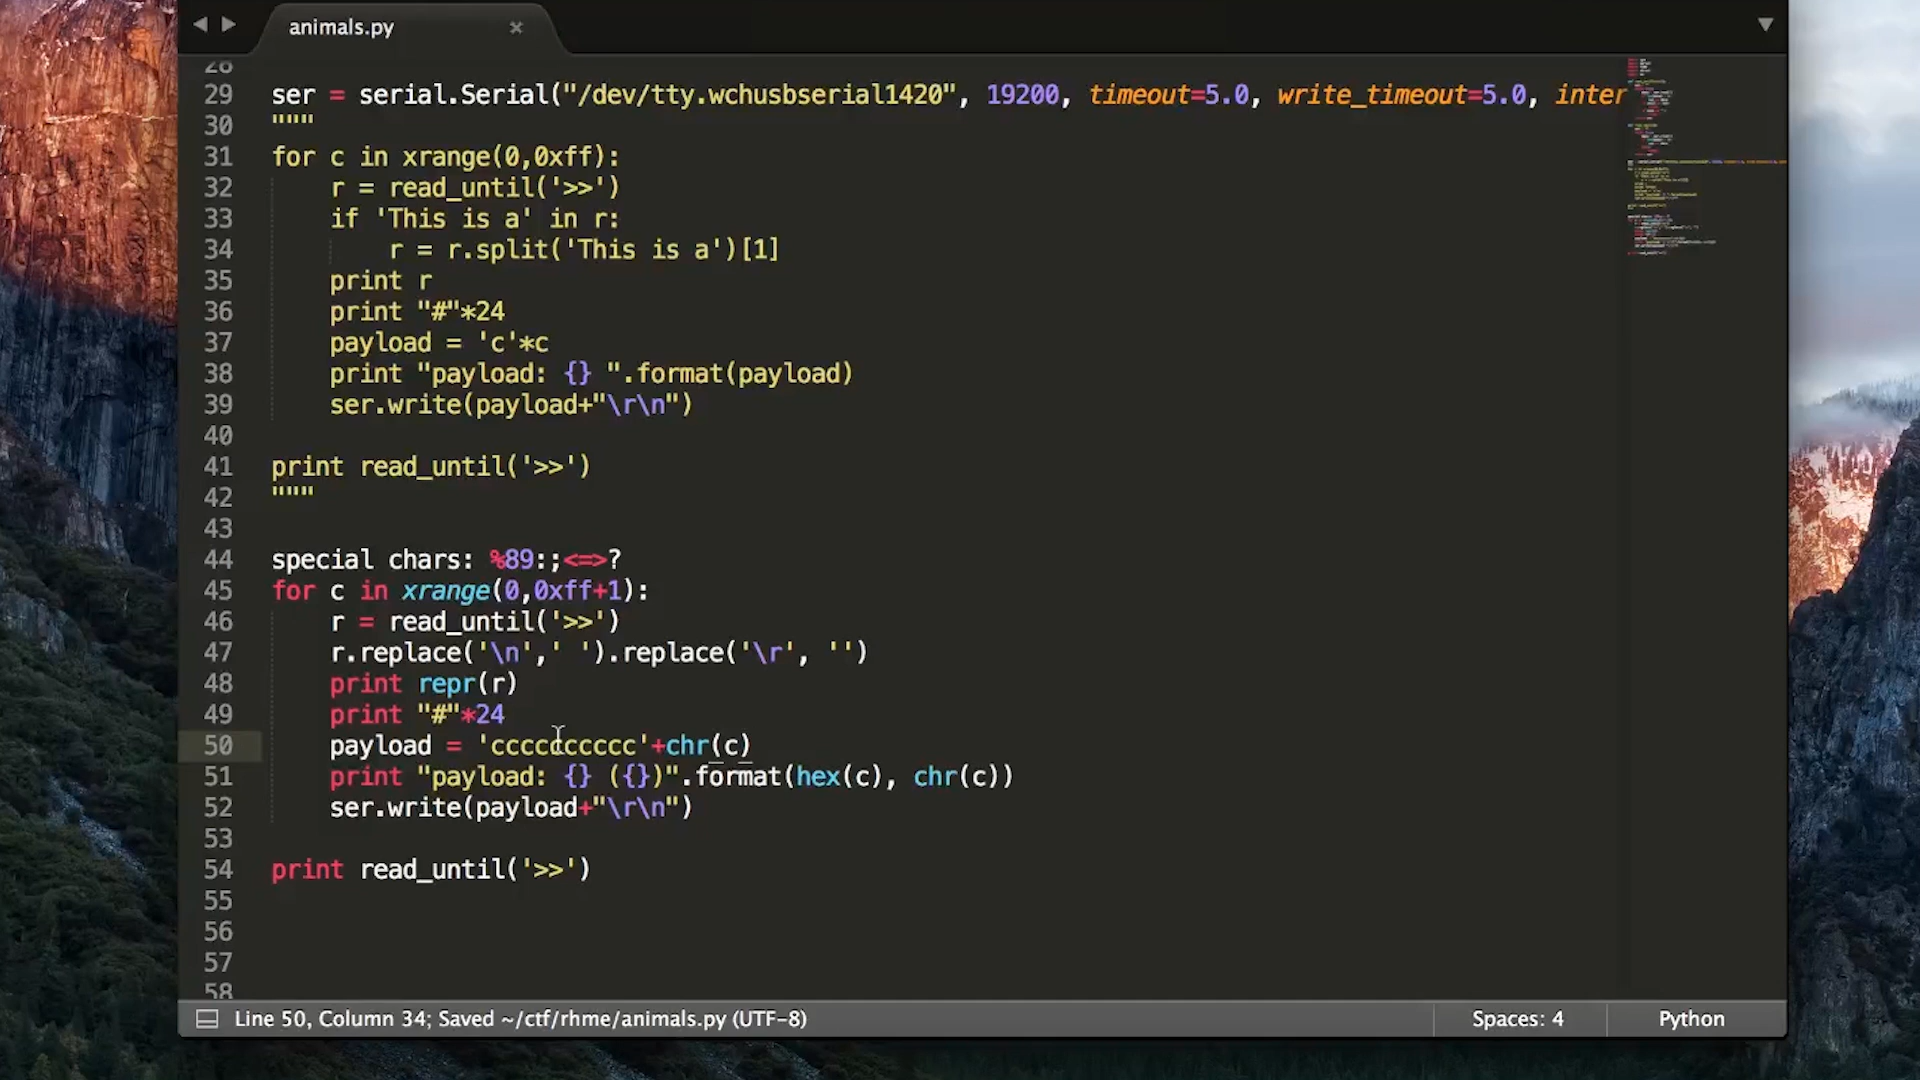 animals.py
28
29 ser = serial.Serial("/dev/tty.wchusbserial1420", 19200, timeout=5.0, write_timeout=5.0, inter
30 """
31 for c in xrange(0,0xff):
32 r = read_until('>>')
33 if 'This is a' in r:
34 r = r.split('This is a')[1]
35 print r
36 print "#"*24
37 payload = 'c'*c
38 print "payload: {} ".format(payload)
39 ser.write(payload+"\r\n")
40
41 print read_until('>>')
42 """
43
44 special chars: %89:;<=>?
45 for c in xrange(0,0xff+1):
46 r = read_until('>>')
47 r.replace('\n',' ').replace('\r', '')
48 print repr(r)
49 print "#"*24
50 payload = 'cccccccccc'+chr(c)
51 print "payload: {} ({})".format(hex(c), chr(c))
52 ser.write(payload+"\r\n")
53
54 print read_until('>>')
55
56
57
58
Line 50, Column 34; Saved ~/ctf/rhme/animals.py (UTF-8) Spaces: 4 Python